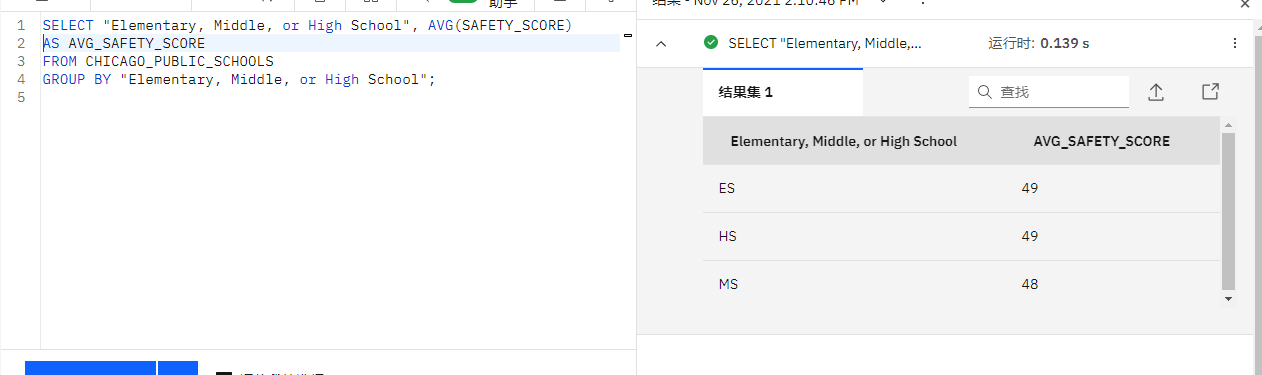 助手
1 SELECT "Elementary, Middle, or High School", AVG(SAFETY_SCORE)
2 AS AVG_SAFETY_SCORE
3 FROM CHICAGO_PUBLIC_SCHOOLS
4 GROUP BY "Elementary, Middle, or High School";
5
结果 - Nov 26, 2021 2:10:46 PM
SELECT "Elementary, Middle,... 运行时: 0.139 s
结果集 1
查找
Elementary, Middle, or High School AVG_SAFETY_SCORE
ES 49
HS 49
MS 48